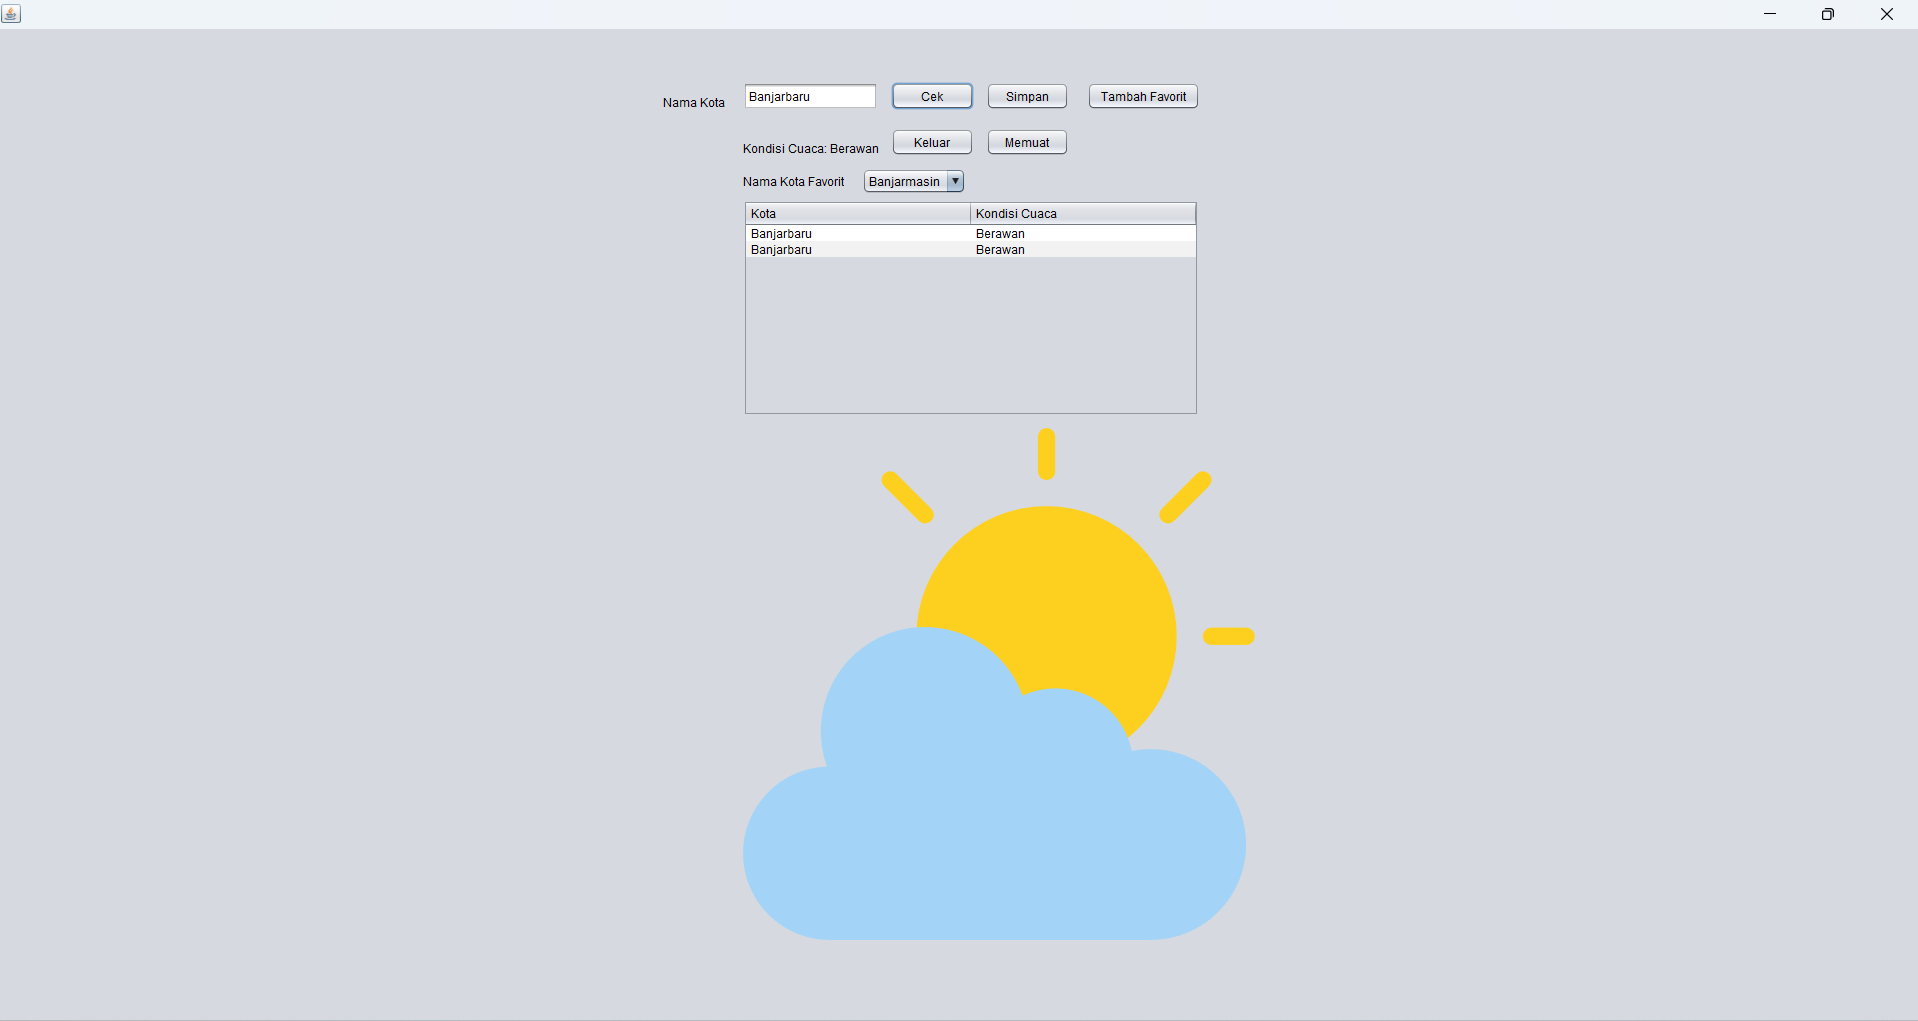 Nama Kota Banjarbaru Cek Simpan Tambah Favorit
Kondisi Cuaca: Berawan Keluar Memuat
Nama Kota Favorit Banjarmasin
Kota Kondisi Cuaca
Banjarbaru Berawan
Banjarbaru Berawan